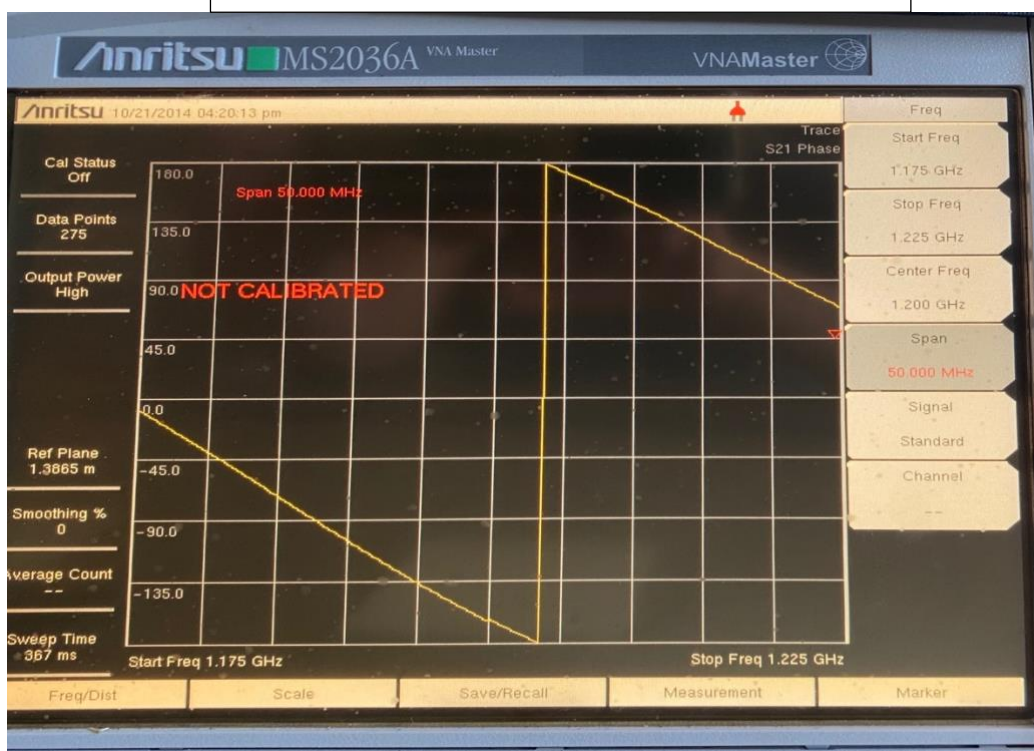 Anritsu MS2036A VNA Master
VNAMaster
Anritsu 10/21/2014 04:20:13 pm
Trace
S21 Phase
Cal Status
Off
Data Points
275
Output Power
High
Ref Plane
1.3865 m
Smoothing %
0
Average Count
--
Sweep Time
367 ms
180.0
Span 50.000 MHz
135.0
90.0
NOT CALIBRATED
45.0
0.0
-45.0
-90.0
-135.0
Start Freq 1.175 GHz
Stop Freq 1.225 GHz
Freq
Start Freq
1.175 GHz
Stop Freq
1.225 GHz
Center Freq
1.200 GHz
Span
50.000 MHz
Signal
Standard
Channel
--
Freq/Dist
Scale
Save/Recall
Measurement
Marker